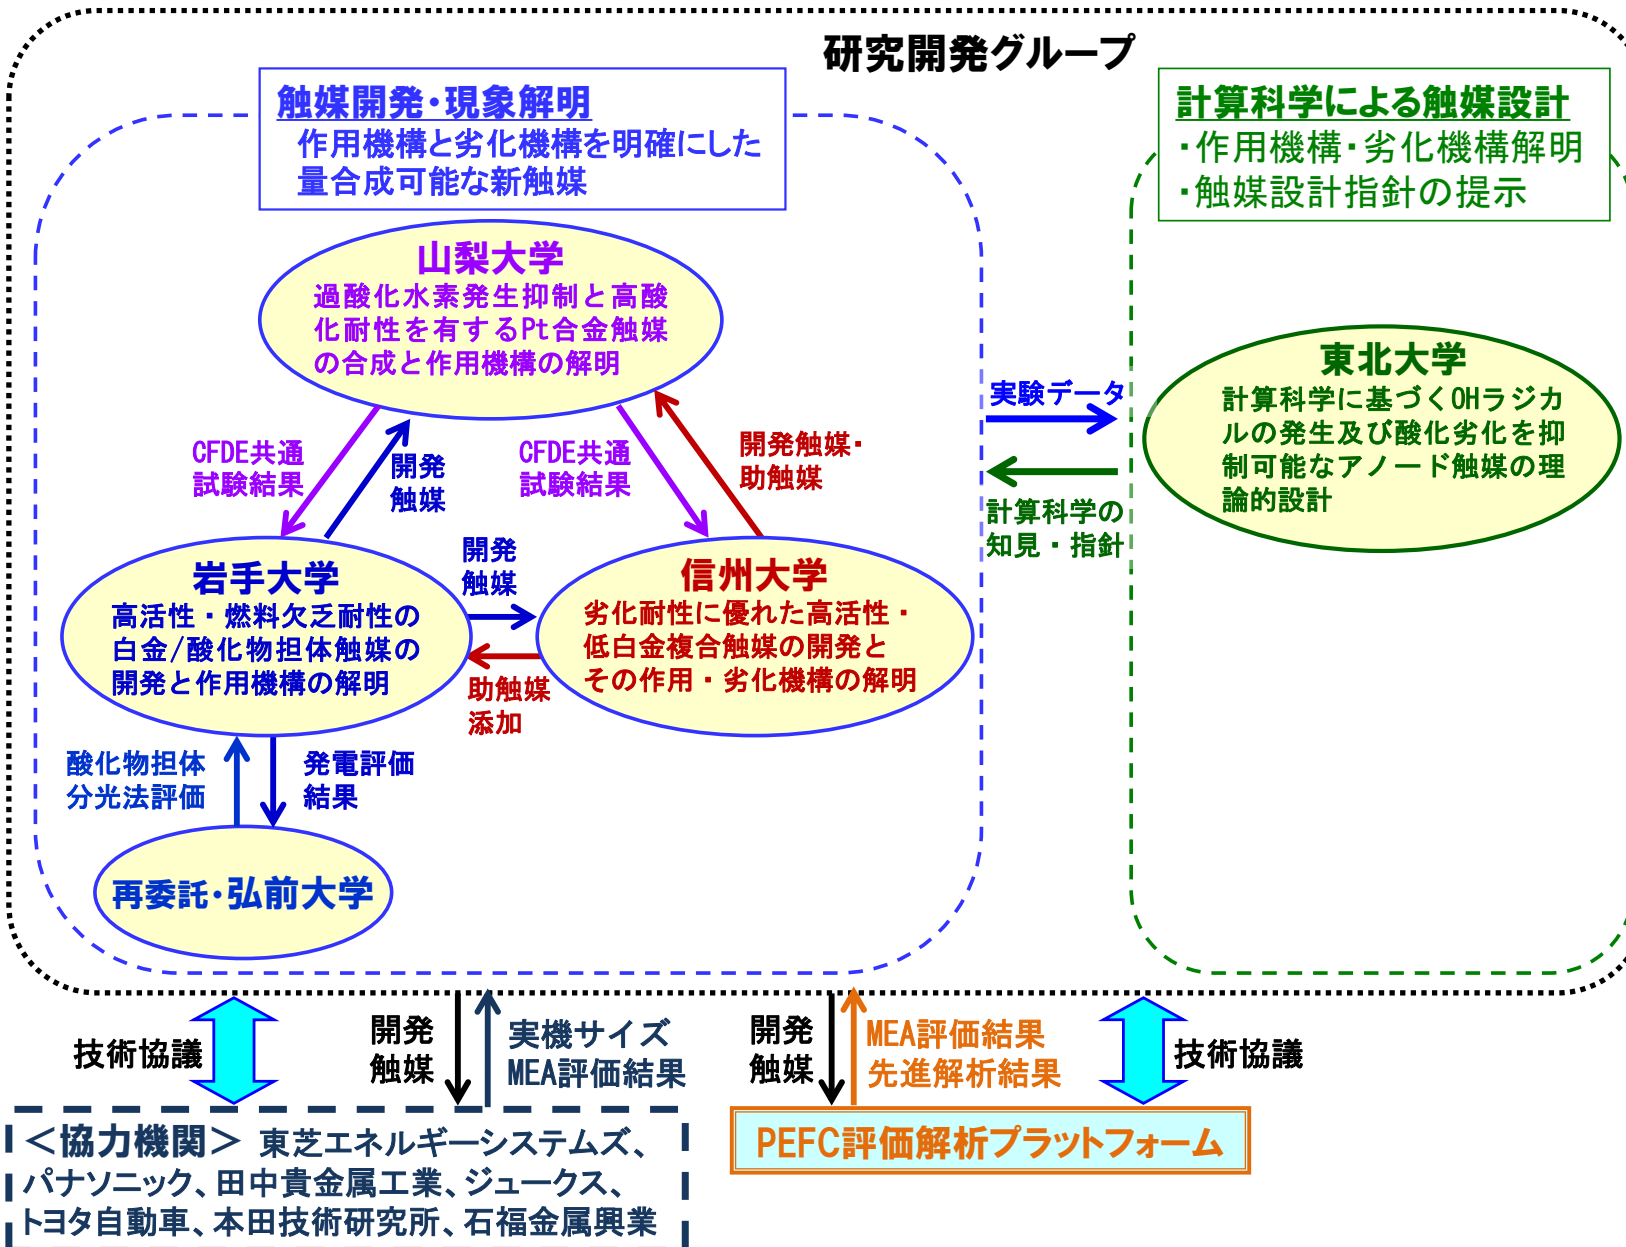 研究開発グループ
触媒開発・現象解明
作用機構と劣化機構を明確にした
量合成可能な新触媒
計算科学による触媒設計
・作用機構・劣化機構解明
・触媒設計指針の提示
山梨大学
過酸化水素発生抑制と高酸
化耐性を有するPt合金触媒
の合成と作用機構の解明
東北大学
計算科学に基づくOHラジカ
ルの発生及び酸化劣化を抑
制可能なアノード触媒の理
論的設計
実験データ
計算科学の
知見・指針
CFDE共通
試験結果
開発
触媒
CFDE共通
試験結果
開発触媒・
助触媒
岩手大学
高活性・燃料欠乏耐性の
白金/酸化物担体触媒の
開発と作用機構の解明
開発
触媒
助触媒
添加
信州大学
劣化耐性に優れた高活性・
低白金複合触媒の開発と
その作用・劣化機構の解明
酸化物担体
分光法評価
発電評価
結果
再委託・弘前大学
技術協議
開発
触媒
実機サイズ
MEA評価結果
開発
触媒
MEA評価結果
先進解析結果
技術協議
＜協力機関＞ 東芝エネルギーシステムズ、
パナソニック、田中貴金属工業、ジュークス、
トヨタ自動車、本田技術研究所、石福金属興業
PEFC評価解析プラットフォーム